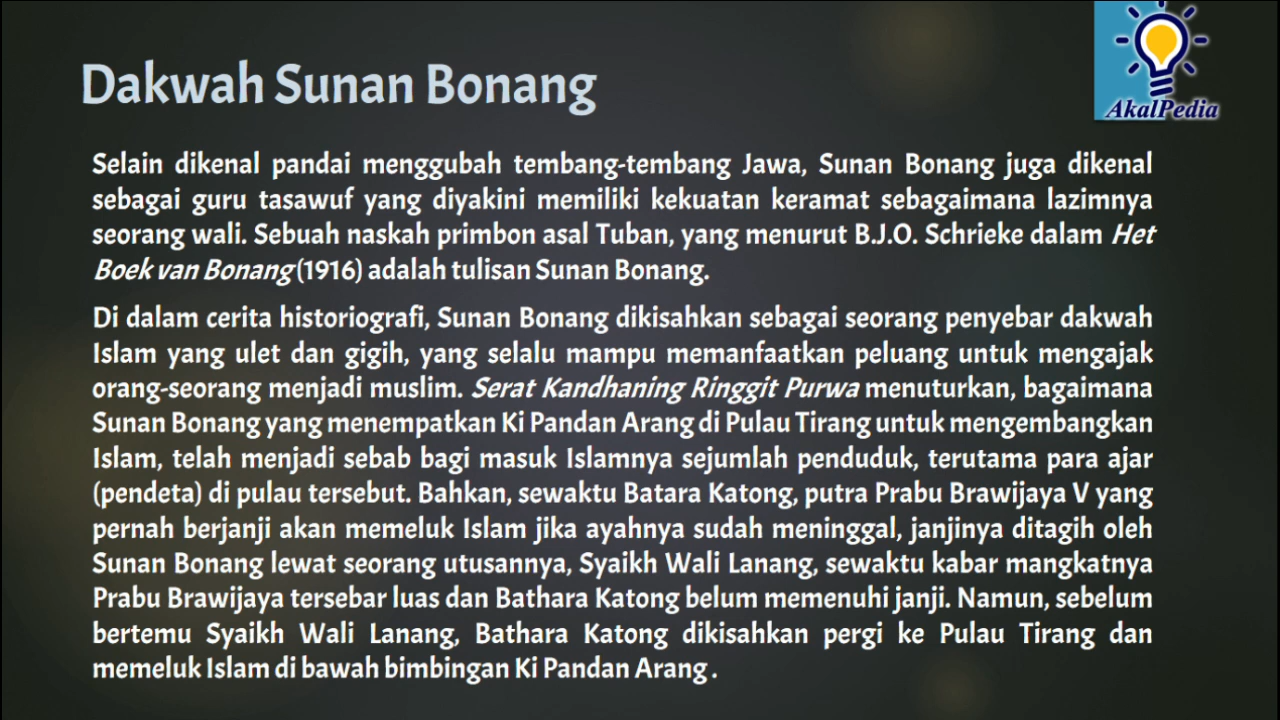 AkalPedia
Dakwah Sunan Bonang
Selain dikenal pandai menggubah tembang-tembang Jawa, Sunan Bonang juga dikenal
sebagai guru tasawuf yang diyakini memiliki kekuatan keramat sebagaimana lazimnya
seorang wali. Sebuah naskah primbon asal Tuban, yang menurut B.J.O. Schrieke dalam Het
Boek van Bonang (1916) adalah tulisan Sunan Bonang.
Di dalam cerita historiografi, Sunan Bonang dikisahkan sebagai seorang penyebar dakwah
Islam yang ulet dan gigih, yang selalu mampu memanfaatkan peluang untuk mengajak
orang-seorang menjadi muslim. Serat Kandhaning Ringgit Purwa menuturkan, bagaimana
Sunan Bonang yang menempatkan Ki Pandan Arang di Pulau Tirang untuk mengembangkan
Islam, telah menjadi sebab bagi masuk Islamnya sejumlah penduduk, terutama para ajar
(pendeta) di pulau tersebut. Bahkan, sewaktu Batara Katong, putra Prabu Brawijaya V yang
pernah berjanji akan memeluk Islam jika ayahnya sudah meninggal, janjinya ditagih oleh
Sunan Bonang lewat seorang utusannya, Syaikh Wali Lanang, sewaktu kabar mangkatnya
Prabu Brawijaya tersebar luas dan Bathara Katong belum memenuhi janji. Namun, sebelum
bertemu Syaikh Wali Lanang, Bathara Katong dikisahkan pergi ke Pulau Tirang dan
memeluk Islam di bawah bimbingan Ki Pandan Arang .